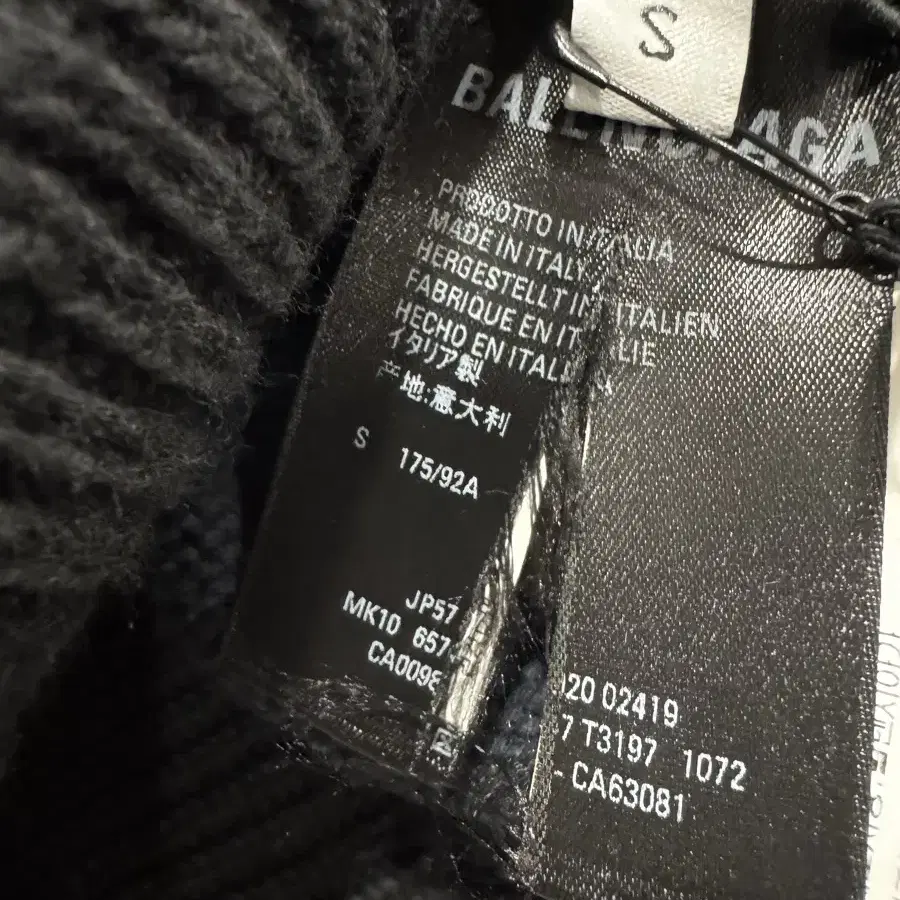 S
BALENCIAGA
PRODOTTO IN ITALIA
MADE IN ITALY
HERGESTELLT IN ITALIEN
FABRIQUE EN ITALIE
HECHO EN ITALIA
イタリア製
产地:意大利
S 175/92A
JP57 020 02419
MK10 657 7 T3197 1072
CA009 - CA63081